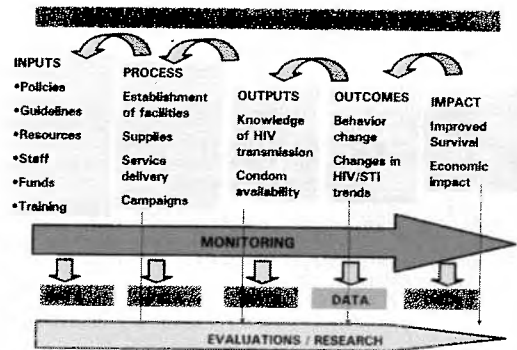 INPUTS
•Policies
•Guidelines
•Resources
•Staff
•Funds
•Training
PROCESS
Establishment
of facilities
Supplies
Service
delivery
Campaigns
OUTPUTS
Knowledge
of HIV
transmission
Condom
availability
OUTCOMES
Behavior
change
Changes in
HIV/STI
trends
IMPACT
Improved
Survival
Economic
impact
MONITORING
DATA
EVALUATIONS / RESEARCH